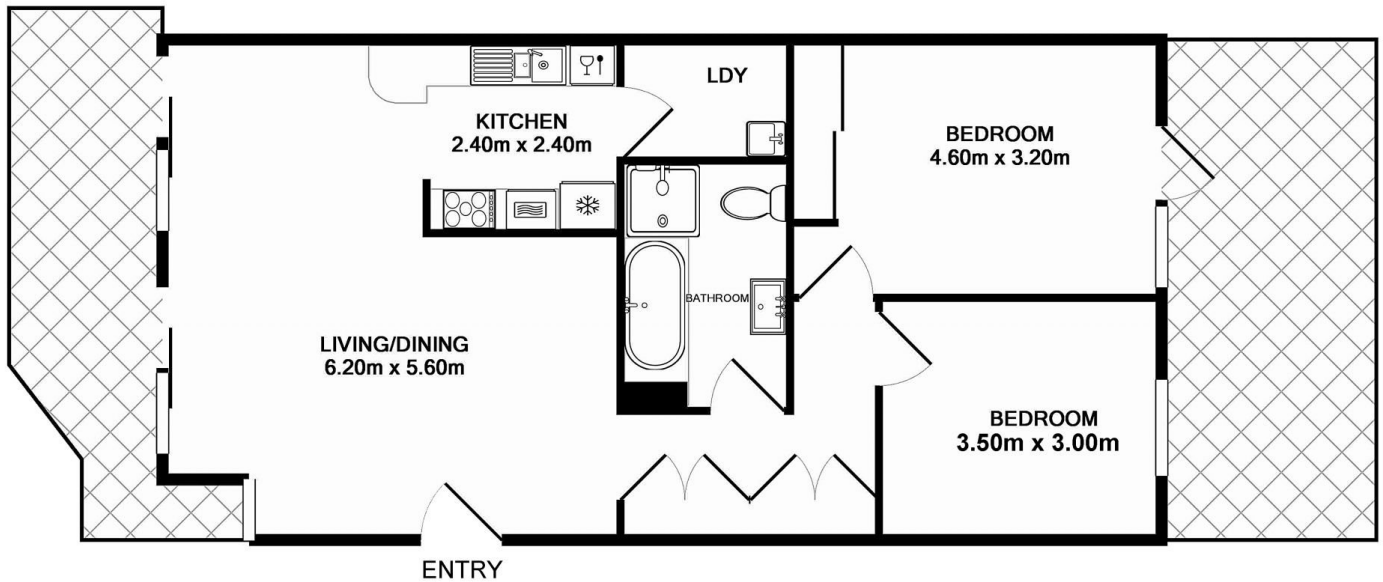 LDY
KITCHEN
2.40m x 2.40m
BEDROOM
4.60m x 3.20m
BATHROOM
LIVING/DINING
6.20m x 5.60m
BEDROOM
3.50m x 3.00m
ENTRY